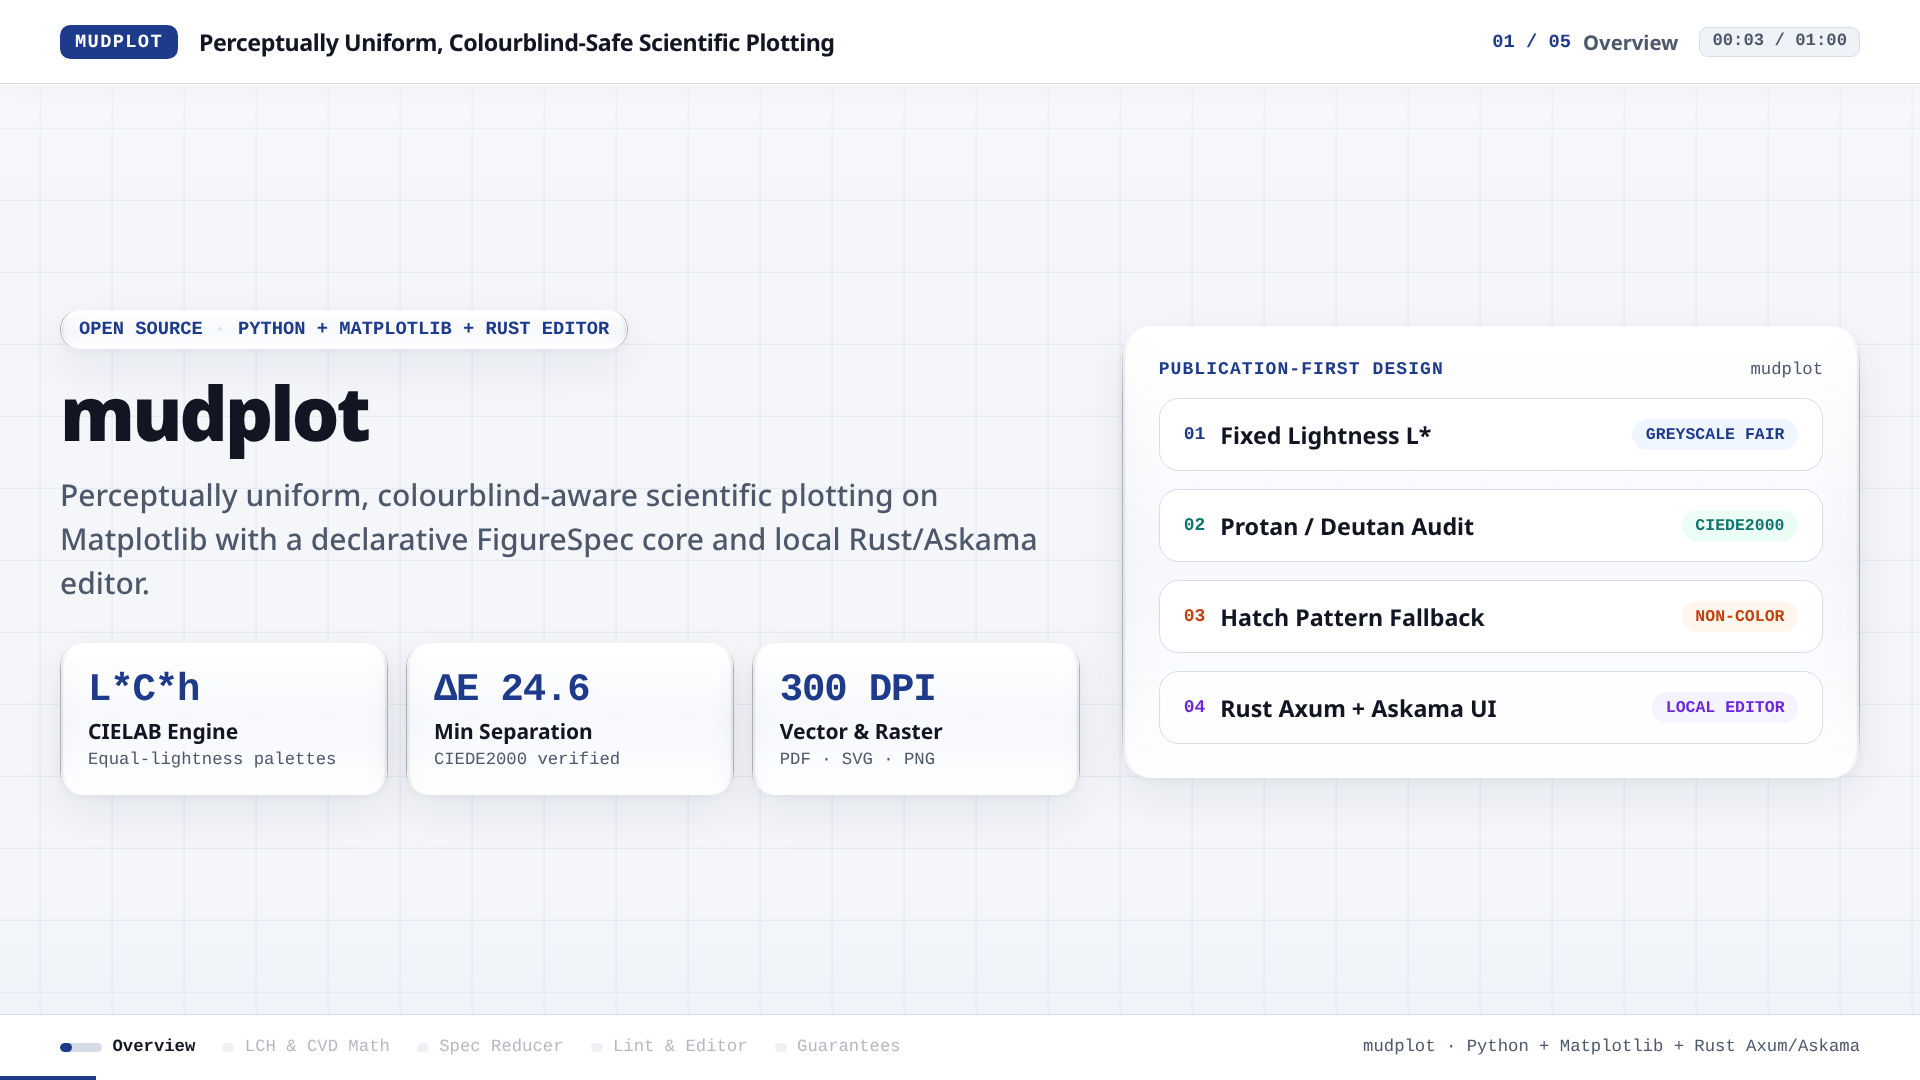 MUDPLOT Perceptually Uniform, Colourblind-Safe Scientific Plotting 01 / 05 Overview 00:03 / 01:00
OPEN SOURCE · PYTHON + MATPLOTLIB + RUST EDITOR
mudplot
Perceptually uniform, colourblind-aware scientific plotting on
Matplotlib with a declarative FigureSpec core and local Rust/Askama
editor.
L*C*h
CIELAB Engine
Equal-lightness palettes
ΔE 24.6
Min Separation
CIEDE2000 verified
300 DPI
Vector & Raster
PDF · SVG · PNG
PUBLICATION-FIRST DESIGN mudplot
01 Fixed Lightness L* GREYSCALE FAIR
02 Protan / Deutan Audit CIEDE2000
03 Hatch Pattern Fallback NON-COLOR
04 Rust Axum + Askama UI LOCAL EDITOR
Overview LCH & CVD Math Spec Reducer Lint & Editor Guarantees mudplot · Python + Matplotlib + Rust Axum/Askama